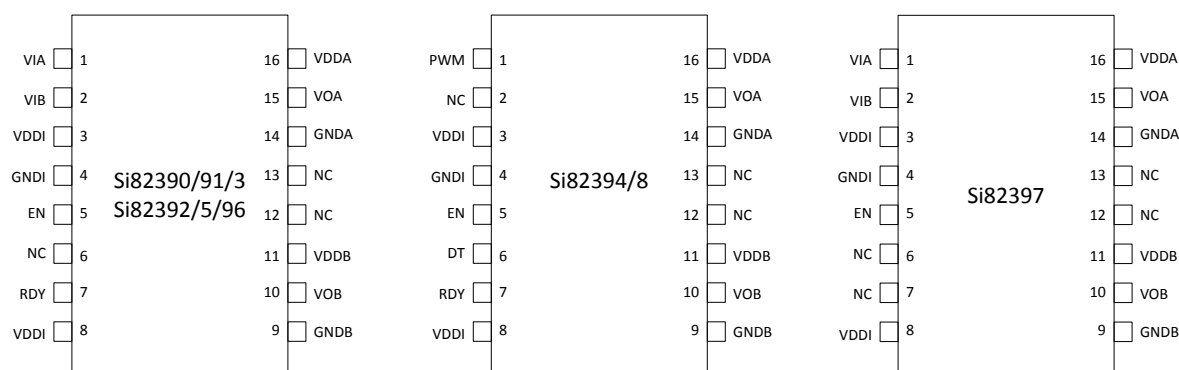 VIA 1 16 VDDA
VIB 2 15 VOA
VDDI 3 14 GNDA
GNDI 4 13 NC
EN 5 12 NC
NC 6 11 VDDB
RDY 7 10 VOB
VDDI 8 9 GNDB
Si82390/91/3
Si82392/5/96
PWM 1 16 VDDA
NC 2 15 VOA
VDDI 3 14 GNDA
GNDI 4 13 NC
EN 5 12 NC
DT 6 11 VDDB
RDY 7 10 VOB
VDDI 8 9 GNDB
Si82394/8
VIA 1 16 VDDA
VIB 2 15 VOA
VDDI 3 14 GNDA
GNDI 4 13 NC
EN 5 12 NC
NC 6 11 VDDB
NC 7 10 VOB
VDDI 8 9 GNDB
Si82397